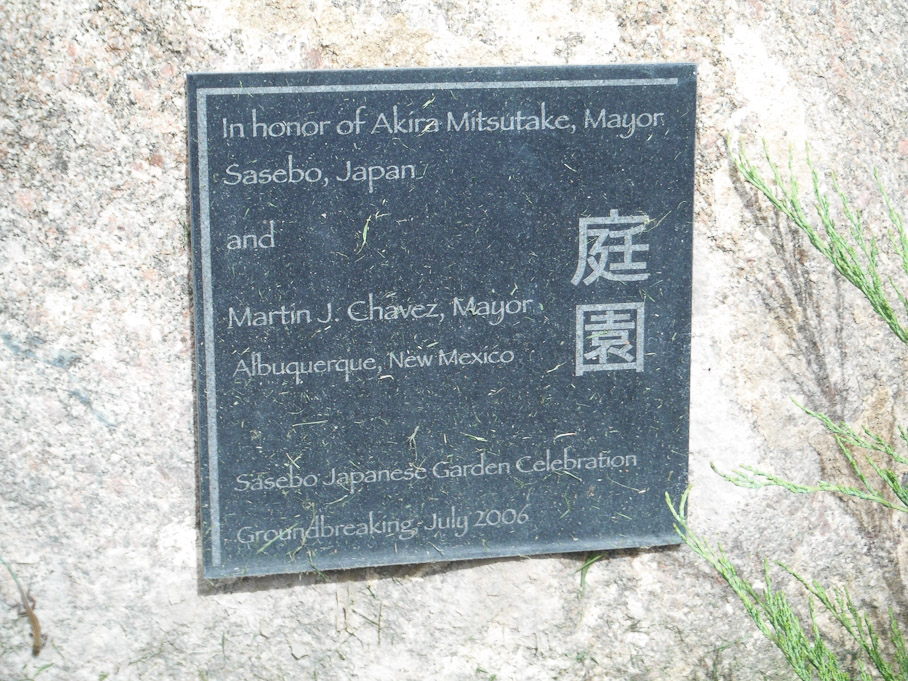 In honor of Akira Mitsutake, Mayor
Sasebo, Japan
and
Martin J. Chavez, Mayor
Albuquerque, New Mexico
庭
園
Sasebo Japanese Garden Celebration
Groundbreaking- July 2006